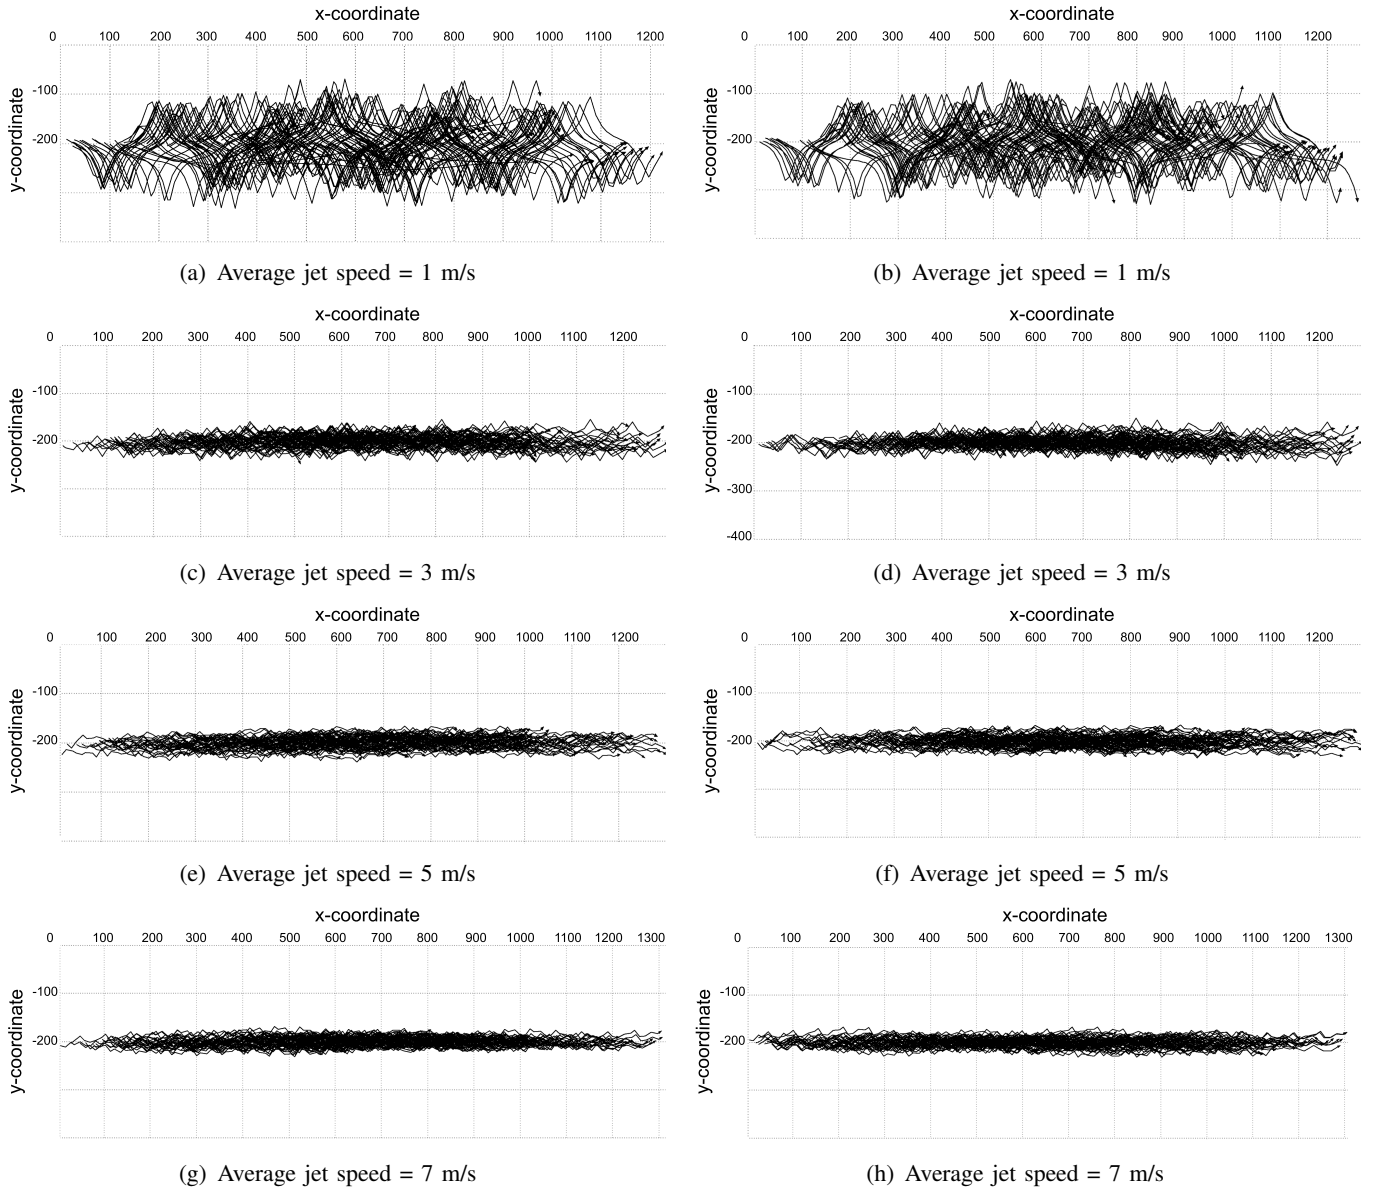 x-coordinate
0 100 200 300 400 500 600 700 800 900 1000 1100 1200
-100
-200
y-coordinate
(a) Average jet speed = 1 m/s
x-coordinate
0 100 200 300 400 500 600 700 800 900 1000 1100 1200
-100
-200
y-coordinate
(b) Average jet speed = 1 m/s
x-coordinate
0 100 200 300 400 500 600 700 800 900 1000 1100 1200
-100
-200
y-coordinate
(c) Average jet speed = 3 m/s
x-coordinate
0 100 200 300 400 500 600 700 800 900 1000 1100 1200
-100
-200
-300
-400
y-coordinate
(d) Average jet speed = 3 m/s
x-coordinate
0 100 200 300 400 500 600 700 800 900 1000 1100 1200
-100
-200
y-coordinate
(e) Average jet speed = 5 m/s
x-coordinate
0 100 200 300 400 500 600 700 800 900 1000 1100 1200
-100
-200
y-coordinate
(f) Average jet speed = 5 m/s
x-coordinate
0 100 200 300 400 500 600 700 800 900 1000 1100 1200 1300
-100
-200
y-coordinate
(g) Average jet speed = 7 m/s
x-coordinate
0 100 200 300 400 500 600 700 800 900 1000 1100 1200 1300
-100
-200
y-coordinate
(h) Average jet speed = 7 m/s